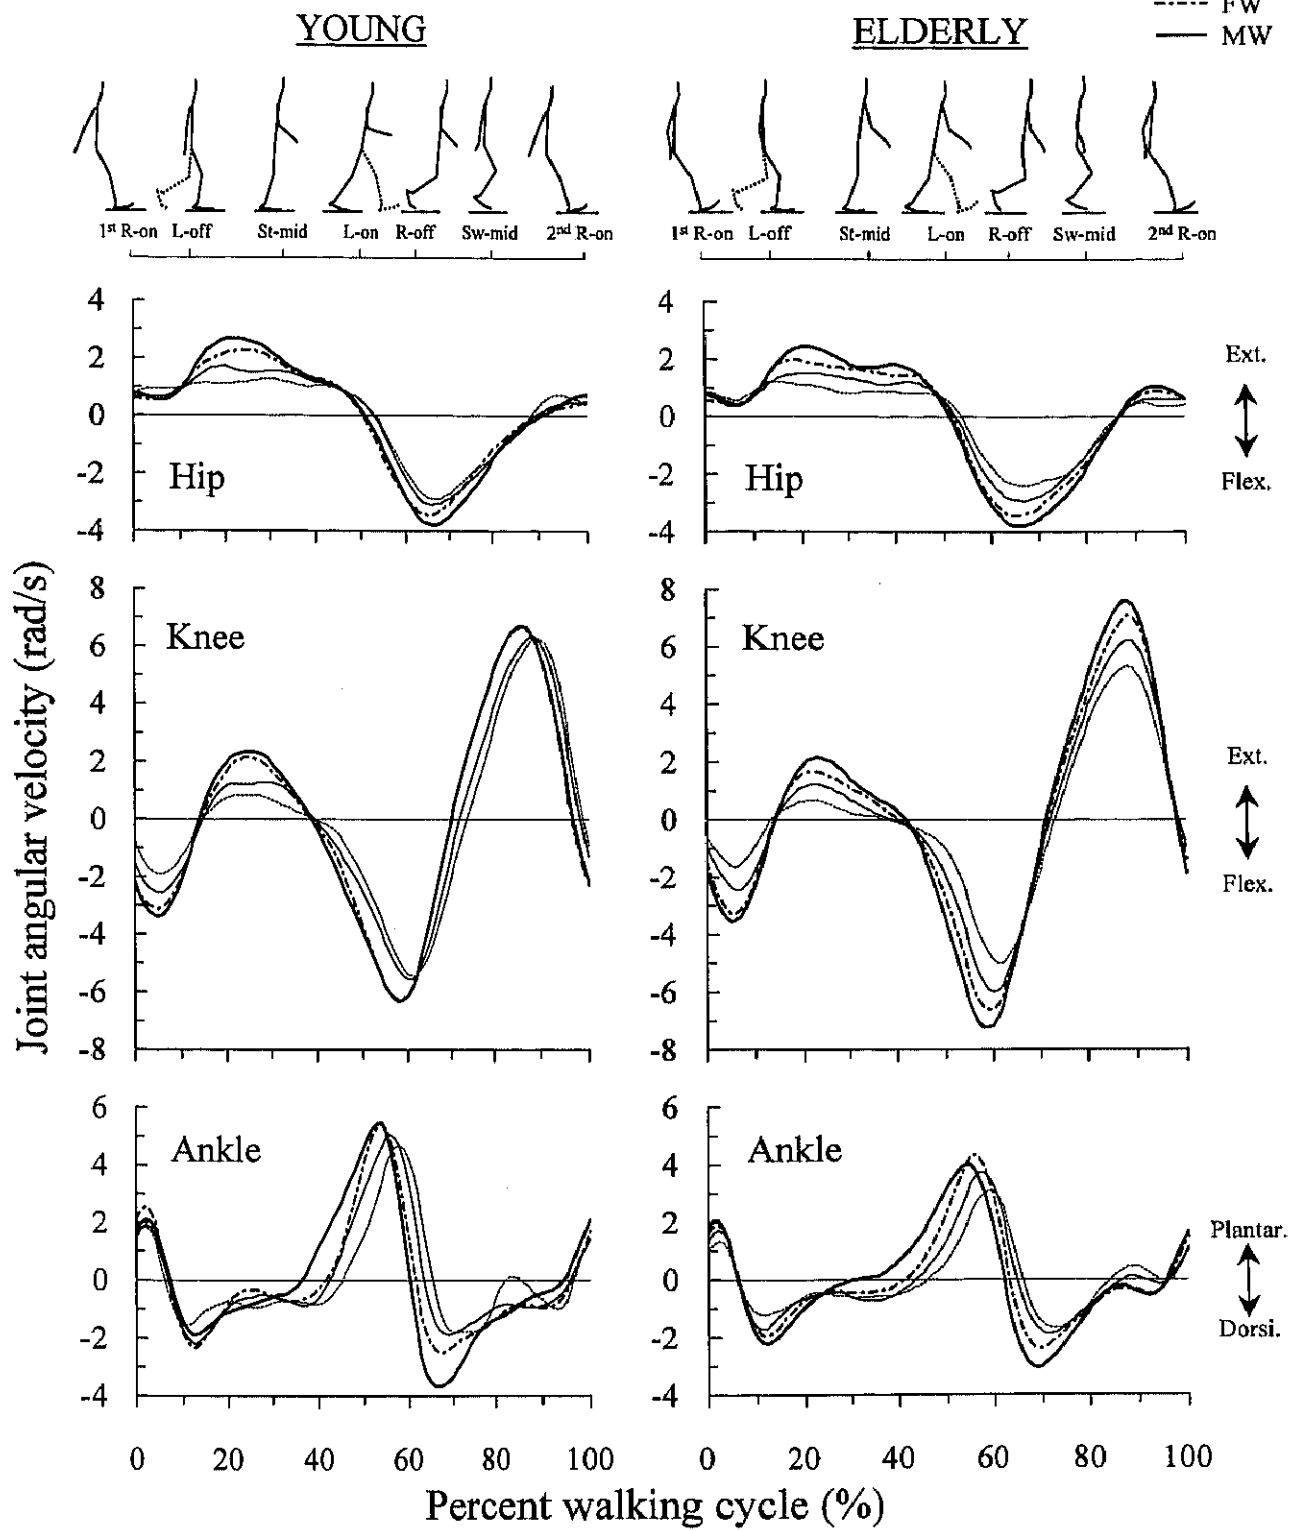 FW
YOUNG ELDERLY
MW
1st R-on L-off St-mid L-on R-off Sw-mid 2nd R-on
1st R-on L-off St-mid L-on R-off Sw-mid 2nd R-on
4
2
0
-2
-4
Hip
4
2
0
-2
-4
Hip
Ext.
Flex.
Joint angular velocity (rad/s)
8
6
4
2
0
-2
-4
-6
-8
Knee
8
6
4
2
0
-2
-4
-6
-8
Knee
Ext.
Flex.
6
4
2
0
-2
-4
Ankle
6
4
2
0
-2
-4
Ankle
Plantar.
Dorsi.
0 20 40 60 80 100
0 20 40 60 80 100
Percent walking cycle (%)